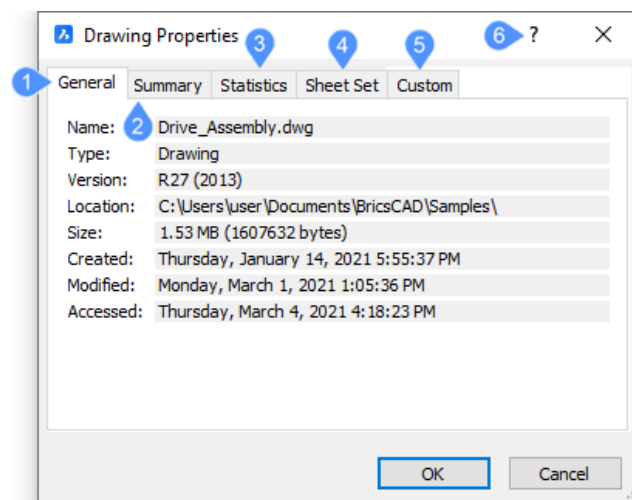 Drawing Properties 3 4 5 6 ?
1 General Summary Statistics Sheet Set Custom
Name: 2 Drive_Assembly.dwg
Type: Drawing
Version: R27 (2013)
Location: C:\Users\user\Documents\BricsCAD\Samples\
Size: 1.53 MB (1607632 bytes)
Created: Thursday, January 14, 2021 5:55:37 PM
Modified: Monday, March 1, 2021 1:05:36 PM
Accessed: Thursday, March 4, 2021 4:18:23 PM
OK Cancel